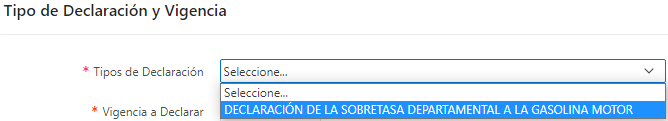 Tipo de Declaración y Vigencia
* Tipos de Declaración Seleccione...
Seleccione...
* Vigencia a Declarar DECLARACIÓN DE LA SOBRETASA DEPARTAMENTAL A LA GASOLINA MOTOR